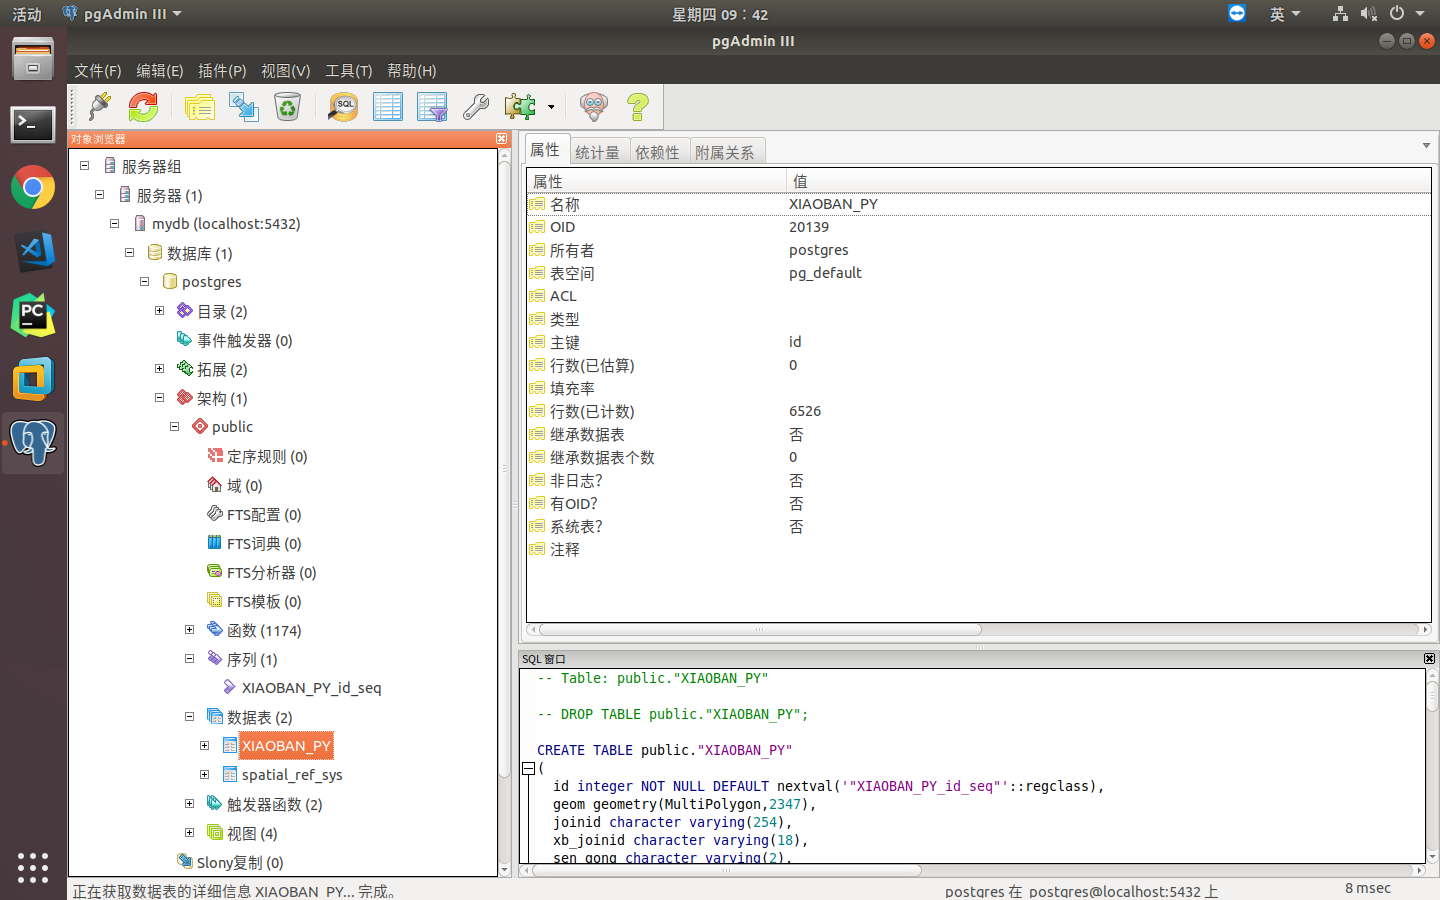 活动
pgAdmin III
星期四 09：42
英
pgAdmin III
文件(F) 编辑(E) 插件(P) 视图(V) 工具(T) 帮助(H)
SQL
对象浏览器
服务器组
服务器 (1)
mydb (localhost:5432)
数据库 (1)
postgres
目录 (2)
事件触发器 (0)
拓展 (2)
架构 (1)
public
定序规则 (0)
域 (0)
FTS配置 (0)
FTS词典 (0)
FTS分析器 (0)
FTS模板 (0)
函数 (1174)
序列 (1)
XIAOBAN_PY_id_seq
数据表 (2)
XIAOBAN_PY
spatial_ref_sys
触发器函数 (2)
视图 (4)
Slony复制 (0)
属性 统计量 依赖性 附属关系
属性 值
名称 XIAOBAN_PY
OID 20139
所有者 postgres
表空间 pg_default
ACL
类型
主键 id
行数(已估算) 0
填充率
行数(已计数) 6526
继承数据表 否
继承数据表个数 0
非日志? 否
有OID? 否
系统表? 否
注释
SQL 窗口
-- Table: public."XIAOBAN_PY"
-- DROP TABLE public."XIAOBAN_PY";
CREATE TABLE public."XIAOBAN_PY"
(
id integer NOT NULL DEFAULT nextval('"XIAOBAN_PY_id_seq"'::regclass),
geom geometry(MultiPolygon,2347),
joinid character varying(254),
xb_joinid character varying(18),
sen_gong character varying(2),
正在获取数据表的详细信息 XIAOBAN_PY... 完成。
postgres 在 postgres@localhost:5432 上
8 msec
PC